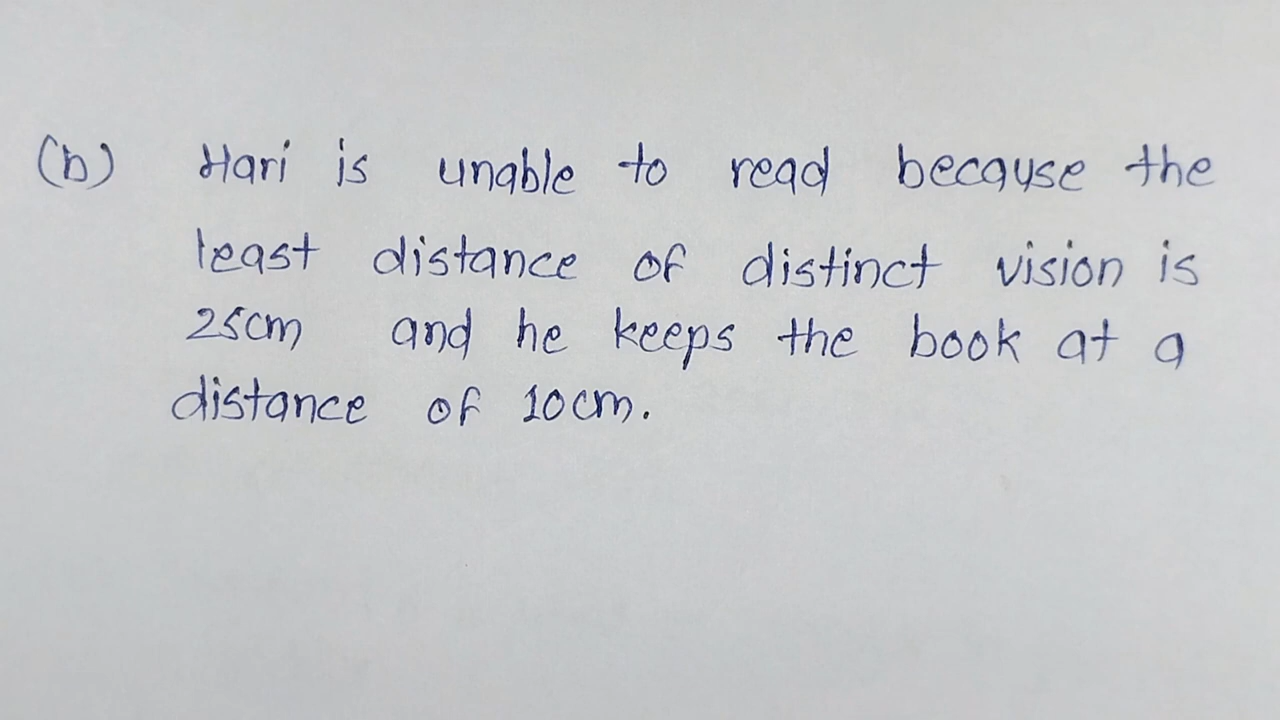 (b) Hari is unable to read because the
least distance of distinct vision is
25cm and he keeps the book at a
distance of 10cm.